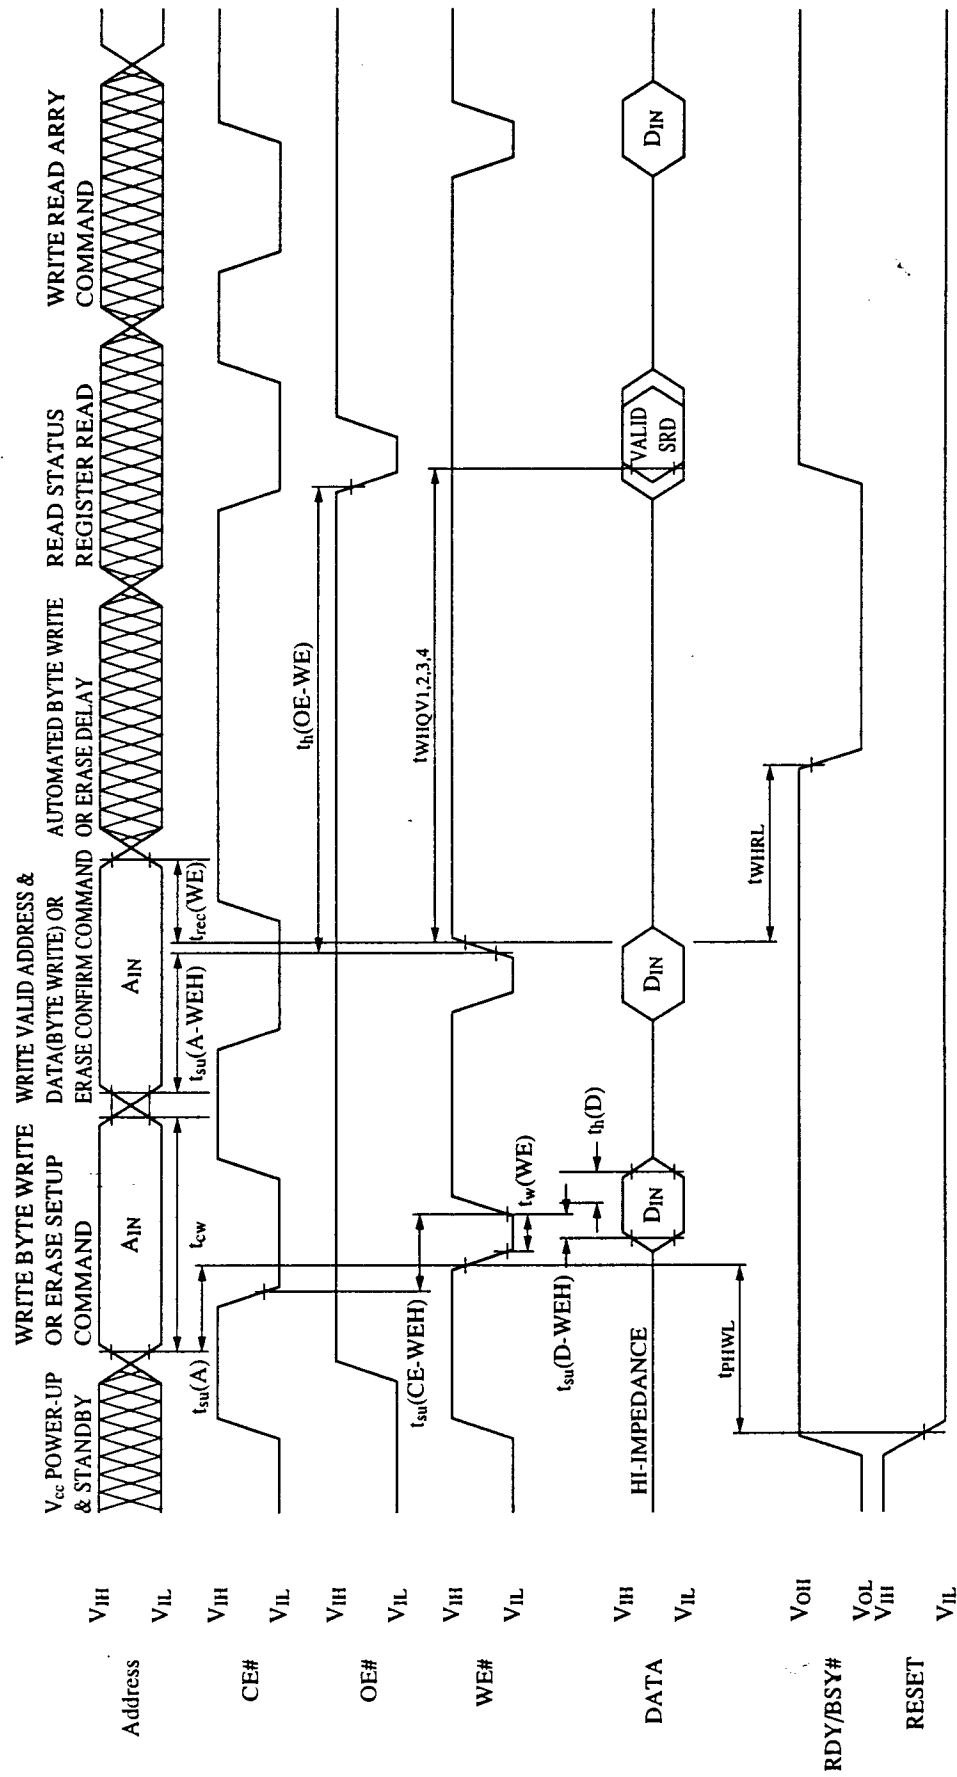 Vcc POWER-UP
& STANDBY
WRITE BYTE WRITE
OR ERASE SETUP
COMMAND
WRITE VALID ADDRESS &
DATA(BYTE WRITE) OR
ERASE CONFIRM COMMAND
AUTOMATED BYTE WRITE
OR ERASE DELAY
READ STATUS
REGISTER READ
WRITE READ ARRY
COMMAND
Address
VIH
VIL
AIN
AIN
tcw
tsu(A)
tsu(A-WEH)
trec(WE)
CE#
VIH
VIL
OE#
VIH
VIL
th(OE-WE)
tsu(CE-WEH)
WE#
VIH
VIL
tWHQV1,2,3,4
tw(WE)
tsu(D-WEH)
th(D)
DATA
VIH
VIL
HI-IMPEDANCE
DIN
DIN
VALID
SRD
DIN
tPHWL
tWHRL
RDY/BSY#
VOH
VOL
RESET
VIH
VIL